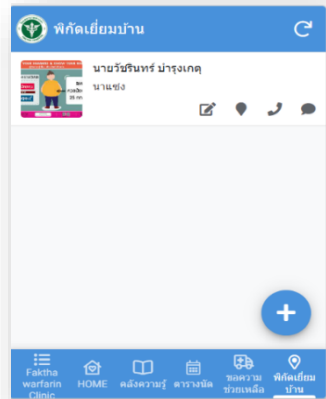 พิกัดเยี่ยมบ้าน
นายวัชรินทร์ บำรุงเกตุ
นาแซง
Faktha
warfarin
Clinic
HOME
คลังความรู้
ตารางนัด
ขอความ
ช่วยเหลือ
พิกัดเยี่ยม
บ้าน